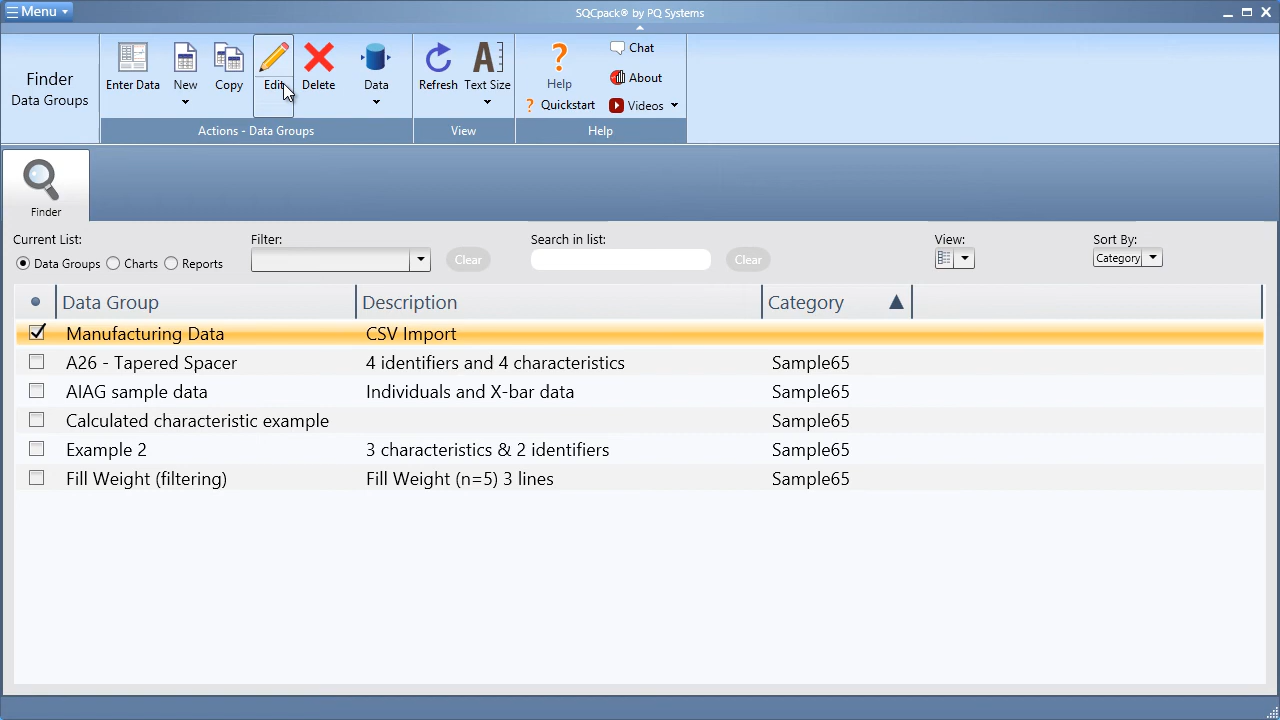 Menu
SQCpack® by PQ Systems
Finder
Data Groups
Enter Data
New
Copy
Edit
Delete
Data
Actions - Data Groups
Refresh
Text Size
View
Help
Quickstart
Chat
About
Videos
Help
Finder
Current List:
Data Groups
Charts
Reports
Filter:
Clear
Search in list:
Clear
View:
Sort By:
Category
Data Group Description Category
Manufacturing Data CSV Import
A26 - Tapered Spacer 4 identifiers and 4 characteristics Sample65
AIAG sample data Individuals and X-bar data Sample65
Calculated characteristic example Sample65
Example 2 3 characteristics & 2 identifiers Sample65
Fill Weight (filtering) Fill Weight (n=5) 3 lines Sample65